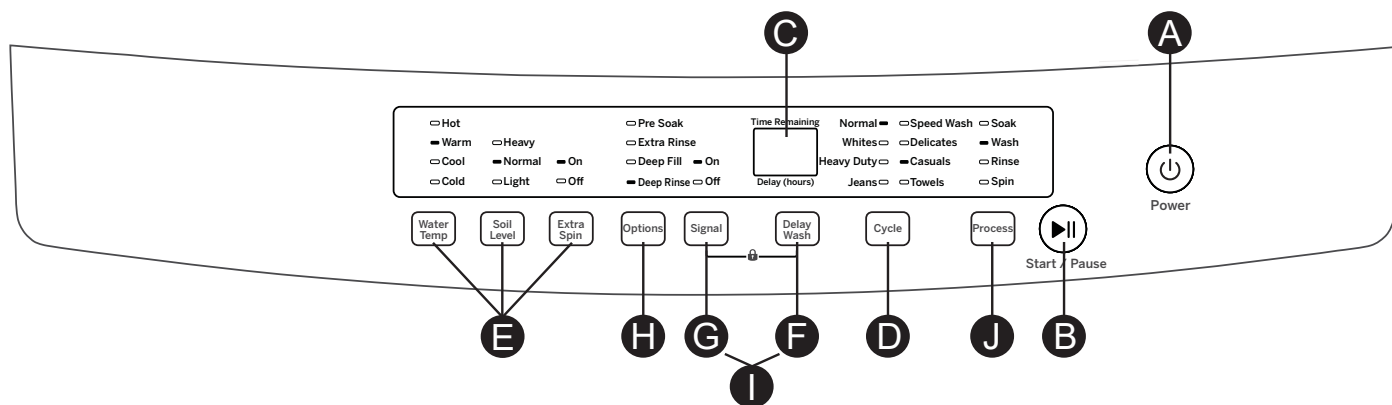 C
A
Hot
Warm
Cool
Cold
Heavy
Normal
Light
On
Off
Pre Soak
Extra Rinse
Deep Fill
Deep Rinse
On
Off
Time Remaining
Delay (hours)
Normal
Whites
Heavy Duty
Jeans
Speed Wash
Delicates
Casuals
Towels
Soak
Wash
Rinse
Spin
Power
Water
Temp
Soil
Level
Extra
Spin
Options
Signal
Delay
Wash
Cycle
Process
Start / Pause
E
H
G
F
D
J
B
I